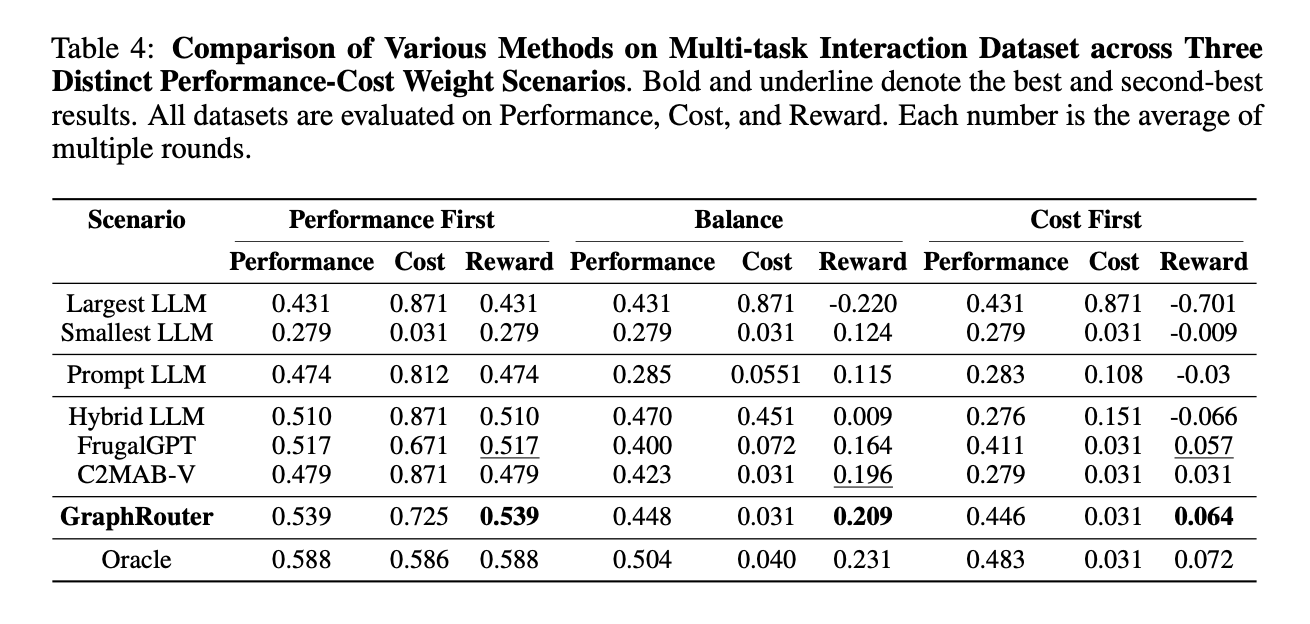 Table 4: Comparison of Various Methods on Multi-task Interaction Dataset across Three
Distinct Performance-Cost Weight Scenarios. Bold and underline denote the best and second-best
results. All datasets are evaluated on Performance, Cost, and Reward. Each number is the average of
multiple rounds.
Scenario Performance First Balance Cost First
Performance Cost Reward Performance Cost Reward Performance Cost Reward
Largest LLM 0.431 0.871 0.431 0.431 0.871 -0.220 0.431 0.871 -0.701
Smallest LLM 0.279 0.031 0.279 0.279 0.031 0.124 0.279 0.031 -0.009
Prompt LLM 0.474 0.812 0.474 0.285 0.0551 0.115 0.283 0.108 -0.03
Hybrid LLM 0.510 0.871 0.510 0.470 0.451 0.009 0.276 0.151 -0.066
FrugalGPT 0.517 0.671 0.517 0.400 0.072 0.164 0.411 0.031 0.057
C2MAB-V 0.479 0.871 0.479 0.423 0.031 0.196 0.279 0.031 0.031
GraphRouter 0.539 0.725 0.539 0.448 0.031 0.209 0.446 0.031 0.064
Oracle 0.588 0.586 0.588 0.504 0.040 0.231 0.483 0.031 0.072